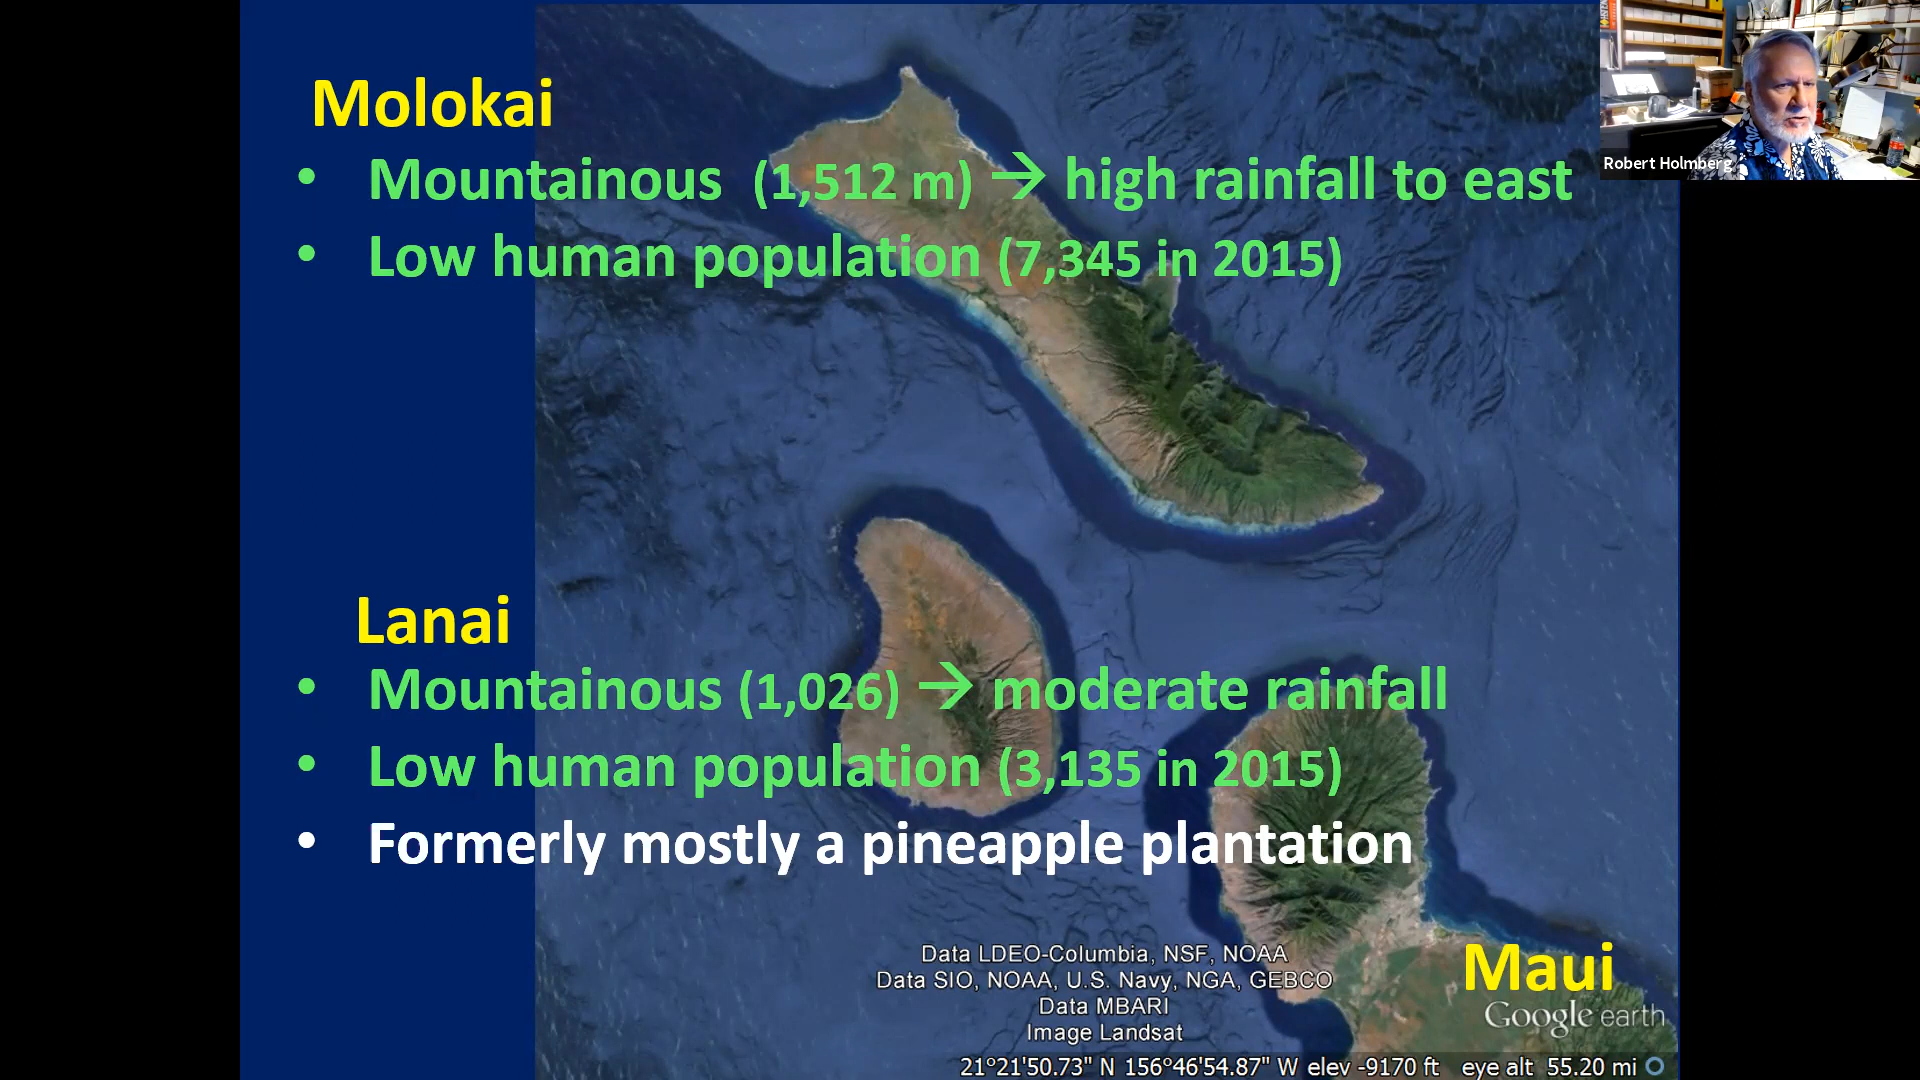 Molokai
• Mountainous (1,512 m) → high rainfall to east
• Low human population (7,345 in 2015)
Robert Holmberg
Lanai
• Mountainous (1,026) → moderate rainfall
• Low human population (3,135 in 2015)
• Formerly mostly a pineapple plantation
Maui
Data LDEO-Columbia, NSF, NOAA
Data SIO, NOAA, U.S. Navy, NGA, GEBCO
Data MBARI
Image Landsat
Google earth
21°21'50.73" N 156°46'54.87" W elev -9170 ft eye alt 55.20 mi